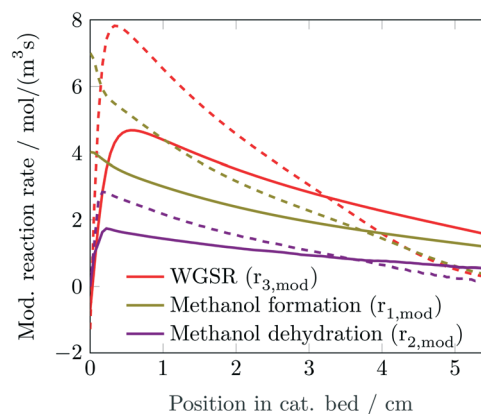 Mod. reaction rate / mol/(m³s)
8
6
4
2
0
−2
WGSR (r₃,mod)
Methanol formation (r₁,mod)
Methanol dehydration (r₂,mod)
0 1 2 3 4 5
Position in cat. bed / cm